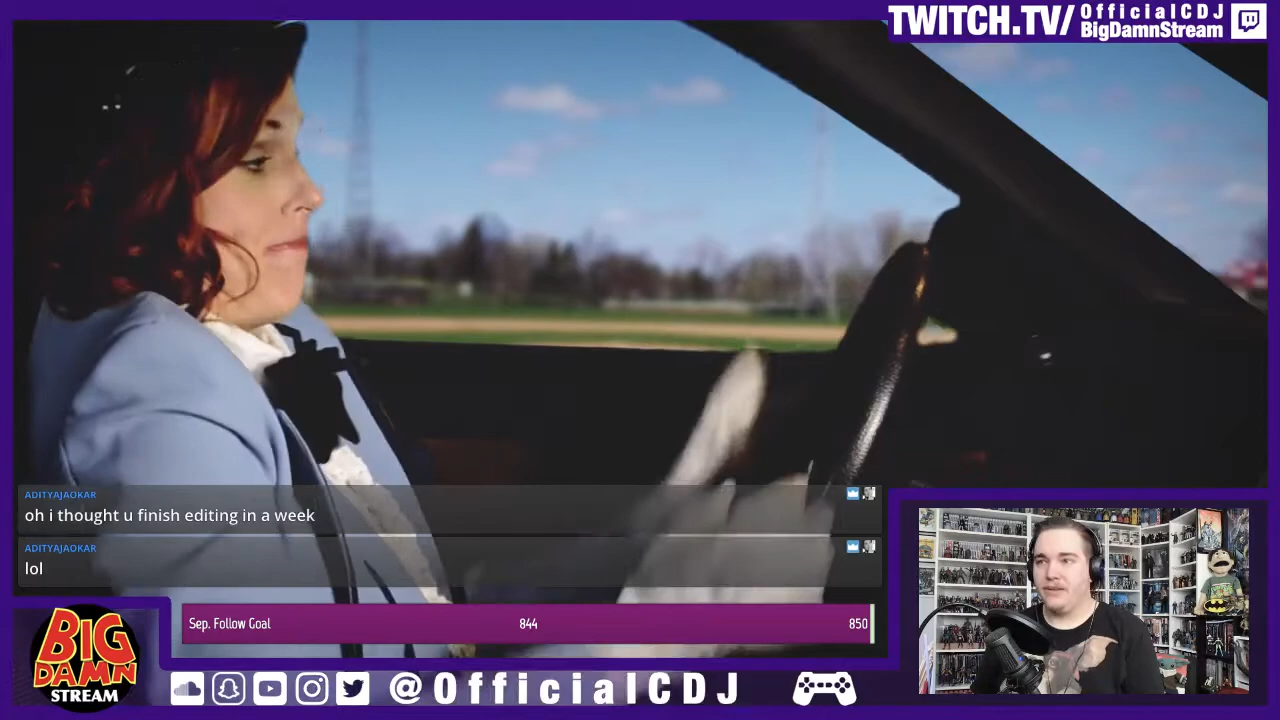 TWITCH.TV/
OfficialCDJ
BigDamnStream
ADITYAJAOKAR
oh i thought u finish editing in a week
ADITYAJAOKAR
lol
Sep. Follow Goal 844 850
BIG
DAMN
STREAM
@OfficialCDJ